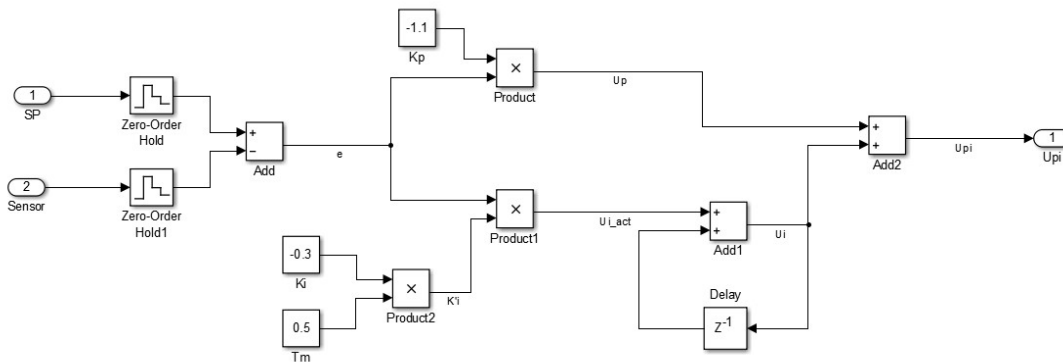 -1.1
Kp
×
Product
Up
1
SP
Zero-Order
Hold
+
−
Add
e
+
+
Add2
Upi
1
Upi
2
Sensor
Zero-Order
Hold1
×
Product1
Ui_act
+
+
Add1
Ui
-0.3
Ki
×
Product2
K'i
0.5
Tm
Delay
Z-1